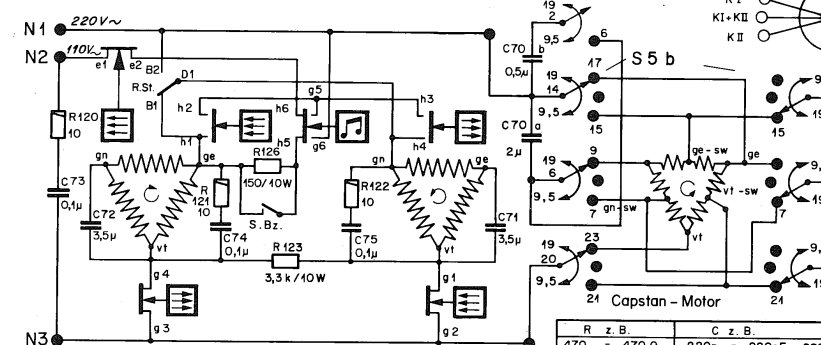 N1 220V~
N2 110V~
e1 e2
B2
D1
R.St.
B1
h2
h1
h6
g5
h5
g6
h3
h4
R120
10
C73
0,1µ
gn
ge
C72
3,5µ
vt
R
121
10
C74
0,1µ
R126
150/10W
S.Bz.
R123
3,3k/10W
R122
10
C75
0,1µ
gn
ge
C71
3,5µ
vt
g4
g3
g1
g2
N3
19
2
9,5
C70
b
0,5µ
6
S5b
17
19
14
9,5
15
C70
a
2µ
19
9
6
9,5
7
gn-sw
ge-sw
ge
vt-sw
vt
23
19
20
9,5
21
Capstan-Motor
KI+KII
KII
15
7
21
R z.B.
C z.B.